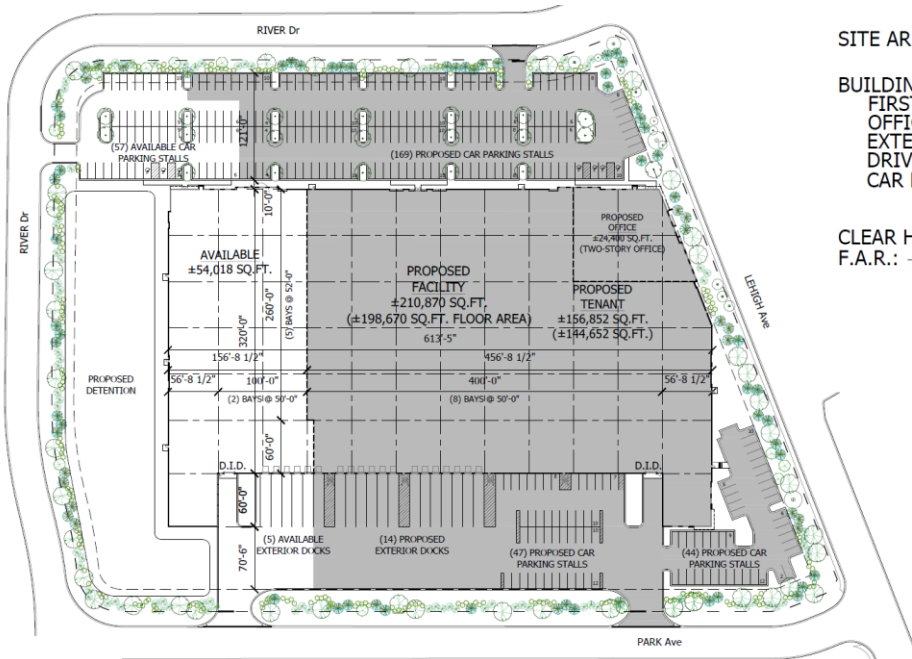 RIVER Dr
SITE AR
BUILDIN
FIRS
OFFIC
EXTE
DRIV
CAR
CLEAR H
F.A.R.: -
RIVER Dr
LEHIGH Ave
PARK Ave
121'-0"
(57) AVAILABLE CAR
PARKING STALLS
(169) PROPOSED CAR PARKING STALLS
10'-0"
PROPOSED
OFFICE
±24,400 SQ.FT.
(TWO-STORY OFFICE)
AVAILABLE
±54,018 SQ.FT.
PROPOSED
FACILITY
±210,870 SQ.FT.
(±198,670 SQ.FT. FLOOR AREA)
613'-5"
PROPOSED
TENANT
±156,852 SQ.FT.
(±144,652 SQ.FT.)
320'-0"
260'-0"
(5) BAYS @ 52'-0"
156'-8 1/2"
456'-8 1/2"
56'-8 1/2"
100'-0"
400'-0"
56'-8 1/2"
(2) BAYS@ 50'-0"
(8) BAYS@ 50'-0"
PROPOSED
DETENTION
60'-0"
D.I.D.
D.I.D.
60'-0"
70'-6"
(5) AVAILABLE
EXTERIOR DOCKS
(14) PROPOSED
EXTERIOR DOCKS
(47) PROPOSED CAR
PARKING STALLS
(44) PROPOSED CAR
PARKING STALLS